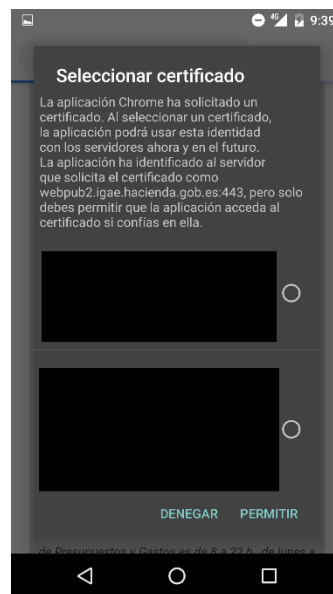 4G 9:39
Seleccionar certificado
La aplicación Chrome ha solicitado un
certificado. Al seleccionar un certificado,
la aplicación podrá usar esta identidad
con los servidores ahora y en el futuro.
La aplicación ha identificado al servidor
que solicita el certificado como
webpub2.igae.hacienda.gob.es:443, pero solo
debes permitir que la aplicación acceda al
certificado si confías en ella.
DENEGAR PERMITIR
de Presupuestos y Gastos es de 8 a 22 h., de lunes a